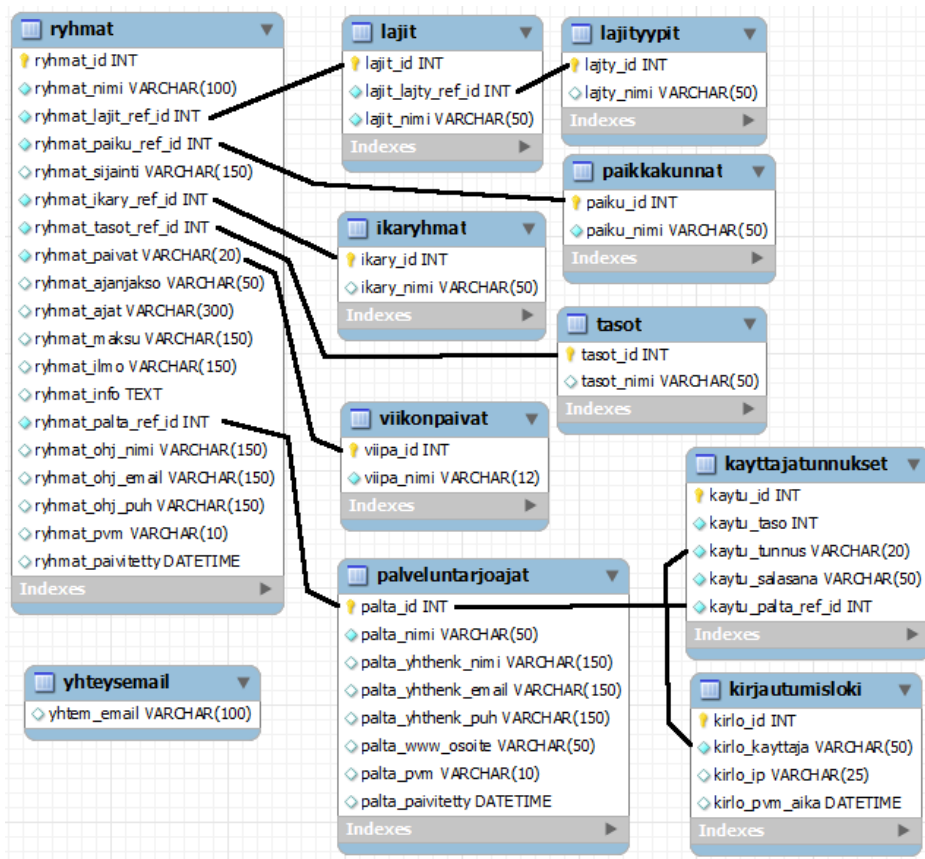 ryhmat
ryhmat_id INT
ryhmat_nimi VARCHAR(100)
ryhmat_lajit_ref_id INT
ryhmat_paiku_ref_id INT
ryhmat_sijainti VARCHAR(150)
ryhmat_ikary_ref_id INT
ryhmat_tasot_ref_id INT
ryhmat_paivat VARCHAR(20)
ryhmat_ajanjakso VARCHAR(50)
ryhmat_ajat VARCHAR(300)
ryhmat_maksu VARCHAR(150)
ryhmat_ilmo VARCHAR(150)
ryhmat_info TEXT
ryhmat_palta_ref_id INT
ryhmat_ohj_nimi VARCHAR(150)
ryhmat_ohj_email VARCHAR(150)
ryhmat_ohj_puh VARCHAR(150)
ryhmat_pvm VARCHAR(10)
ryhmat_paivitetty DATETIME
Indexes
lajit
lajit_id INT
lajit_lajty_ref_id INT
lajit_nimi VARCHAR(50)
Indexes
lajityypit
lajty_id INT
lajty_nimi VARCHAR(50)
Indexes
paikkakunnat
paiku_id INT
paiku_nimi VARCHAR(50)
Indexes
ikaryhmat
ikary_id INT
ikary_nimi VARCHAR(50)
Indexes
tasot
tasot_id INT
tasot_nimi VARCHAR(50)
Indexes
viikonpaivat
viipa_id INT
viipa_nimi VARCHAR(12)
Indexes
kayttajatunnukset
kaytu_id INT
kaytu_taso INT
kaytu_tunnus VARCHAR(20)
kaytu_salasana VARCHAR(50)
kaytu_palta_ref_id INT
Indexes
palveluntarjoajat
palta_id INT
palta_nimi VARCHAR(50)
palta_yhthenk_nimi VARCHAR(150)
palta_yhthenk_email VARCHAR(150)
palta_yhthenk_puh VARCHAR(150)
palta_www_osoite VARCHAR(50)
palta_pvm VARCHAR(10)
palta_paivitetty DATETIME
Indexes
yhteysemail
yhtem_email VARCHAR(100)
kirjautumisloki
kirlo_id INT
kirlo_kayttaja VARCHAR(50)
kirlo_ip VARCHAR(25)
kirlo_pvm_aika DATETIME
Indexes